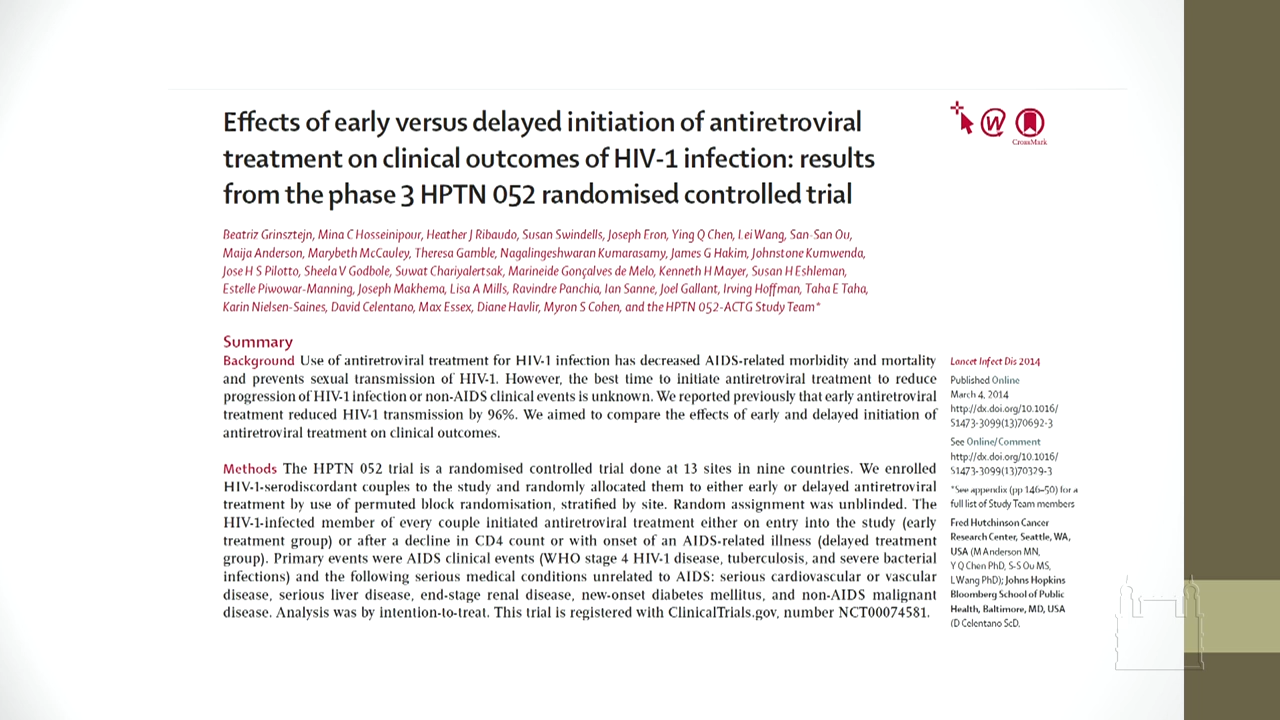 Effects of early versus delayed initiation of antiretroviral
treatment on clinical outcomes of HIV-1 infection: results
from the phase 3 HPTN 052 randomised controlled trial
CrossMark
Beatriz Grinsztejn, Mina C Hosseinipour, Heather J Ribaudo, Susan Swindells, Joseph Eron, Ying Q Chen, Lei Wang, San-San Ou,
Maija Anderson, Marybeth McCauley, Theresa Gamble, Nagalingeshwaran Kumarasamy, James G Hakim, Johnstone Kumwenda,
Jose H S Pilotto, Sheela V Godbole, Suwat Chariyalertsak, Marineide Gonçalves de Melo, Kenneth H Mayer, Susan H Eshleman,
Estelle Piwowar-Manning, Joseph Makhema, Lisa A Mills, Ravindre Panchia, Ian Sanne, Joel Gallant, Irving Hoffman, Taha E Taha,
Karin Nielsen-Saines, David Celentano, Max Essex, Diane Havlir, Myron S Cohen, and the HPTN 052-ACTG Study Team*
Summary
Background Use of antiretroviral treatment for HIV-1 infection has decreased AIDS-related morbidity and mortality
and prevents sexual transmission of HIV-1. However, the best time to initiate antiretroviral treatment to reduce
progression of HIV-1 infection or non-AIDS clinical events is unknown. We reported previously that early antiretroviral
treatment reduced HIV-1 transmission by 96%. We aimed to compare the effects of early and delayed initiation of
antiretroviral treatment on clinical outcomes.
Methods The HPTN 052 trial is a randomised controlled trial done at 13 sites in nine countries. We enrolled
HIV-1-serodiscordant couples to the study and randomly allocated them to either early or delayed antiretroviral
treatment by use of permuted block randomisation, stratified by site. Random assignment was unblinded. The
HIV-1-infected member of every couple initiated antiretroviral treatment either on entry into the study (early
treatment group) or after a decline in CD4 count or with onset of an AIDS-related illness (delayed treatment
group). Primary events were AIDS clinical events (WHO stage 4 HIV-1 disease, tuberculosis, and severe bacterial
infections) and the following serious medical conditions unrelated to AIDS: serious cardiovascular or vascular
disease, serious liver disease, end-stage renal disease, new-onset diabetes mellitus, and non-AIDS malignant
disease. Analysis was by intention-to-treat. This trial is registered with ClinicalTrials.gov, number NCT00074581.
Lancet Infect Dis 2014
Published Online
March 4, 2014
http://dx.doi.org/10.1016/
S1473-3099(13)70692-3
See Online/Comment
http://dx.doi.org/10.1016/
S1473-3099(13)70329-3
*See appendix (pp 146–50) for a
full list of Study Team members
Fred Hutchinson Cancer
Research Center, Seattle, WA,
USA (M Anderson MN,
Y Q Chen PhD, S-S Ou MS,
L Wang PhD); Johns Hopkins
Bloomberg School of Public
Health, Baltimore, MD, USA
(D Celentano ScD,